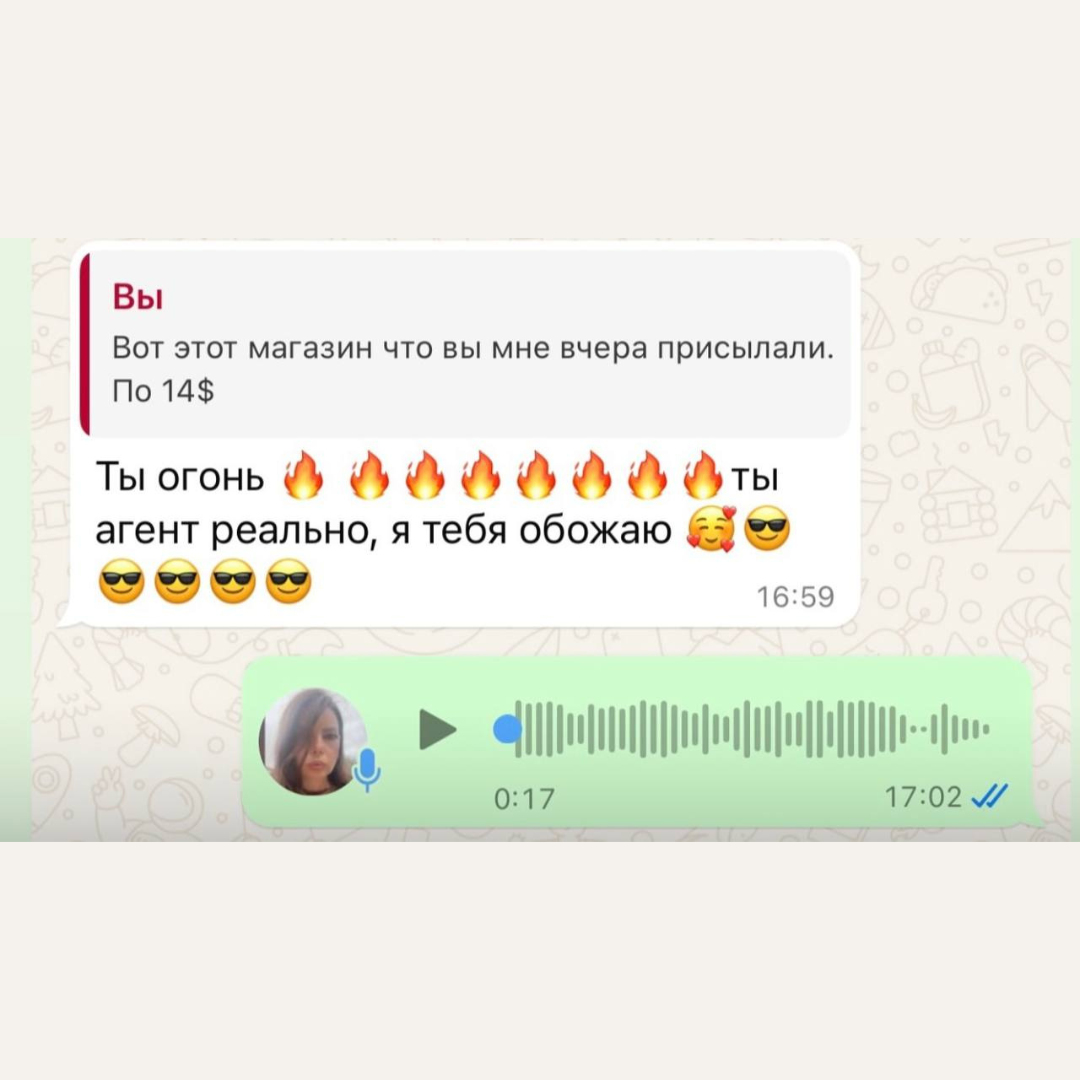 Вы
Вот этот магазин что вы мне вчера присылали.
По 14$
Ты огонь 🔥 🔥🔥🔥🔥🔥🔥🔥ты
агент реально, я тебя обожаю 🥰😎
😎😎😎😎
16:59
0:17
17:02